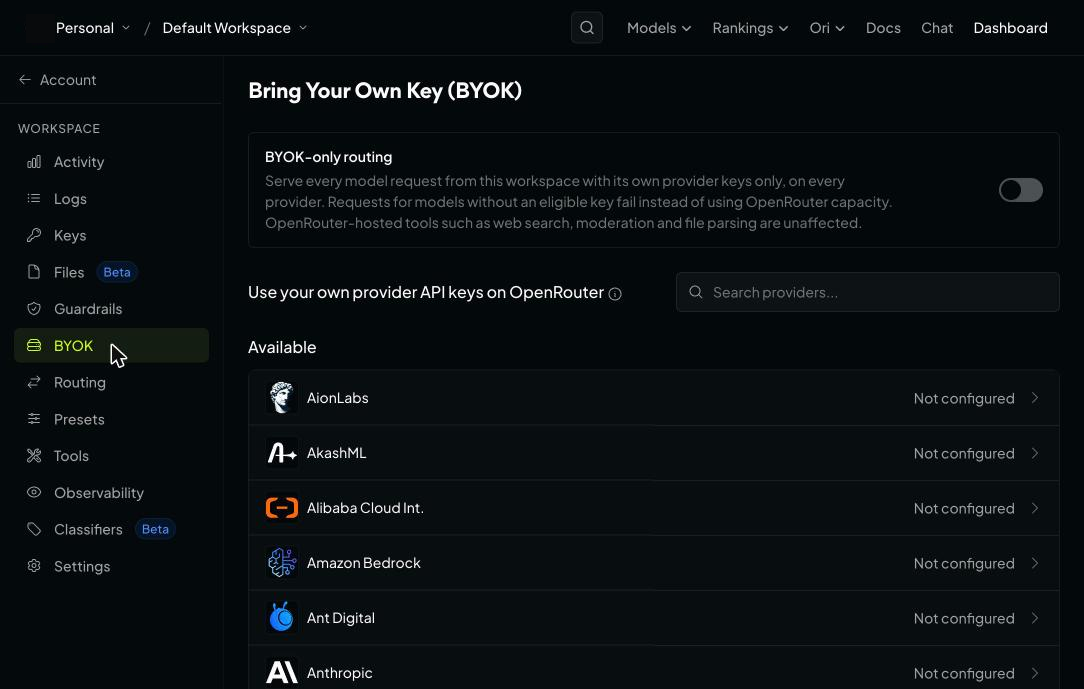 Personal / Default Workspace
Models Rankings Ori Docs Chat Dashboard
Account
WORKSPACE
Activity
Logs
Keys
Files Beta
Guardrails
BYOK
Routing
Presets
Tools
Observability
Classifiers Beta
Settings
Bring Your Own Key (BYOK)
BYOK-only routing
Serve every model request from this workspace with its own provider keys only, on every
provider. Requests for models without an eligible key fail instead of using OpenRouter capacity.
OpenRouter-hosted tools such as web search, moderation and file parsing are unaffected.
Use your own provider API keys on OpenRouter
Search providers...
Available
AionLabs Not configured
AkashML Not configured
Alibaba Cloud Int. Not configured
Amazon Bedrock Not configured
Ant Digital Not configured
Anthropic Not configured